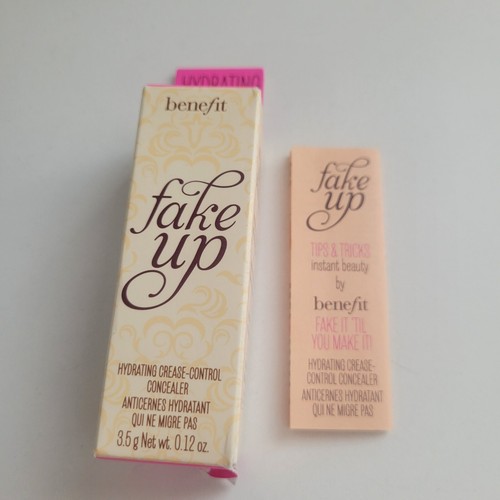 HYDRATING
benefit
fake
up
HYDRATING CREASE-CONTROL
CONCEALER
ANTICERNES HYDRATANT
QUI NE MIGRE PAS
3.5 g Net wt. 0.12 oz.
fake
up
TIPS & TRICKS
instant beauty
by
benefit
FAKE IT 'TIL
YOU MAKE IT!
HYDRATING CREASE-
CONTROL CONCEALER
ANTICERNES HYDRATANT
QUI NE MIGRE PAS